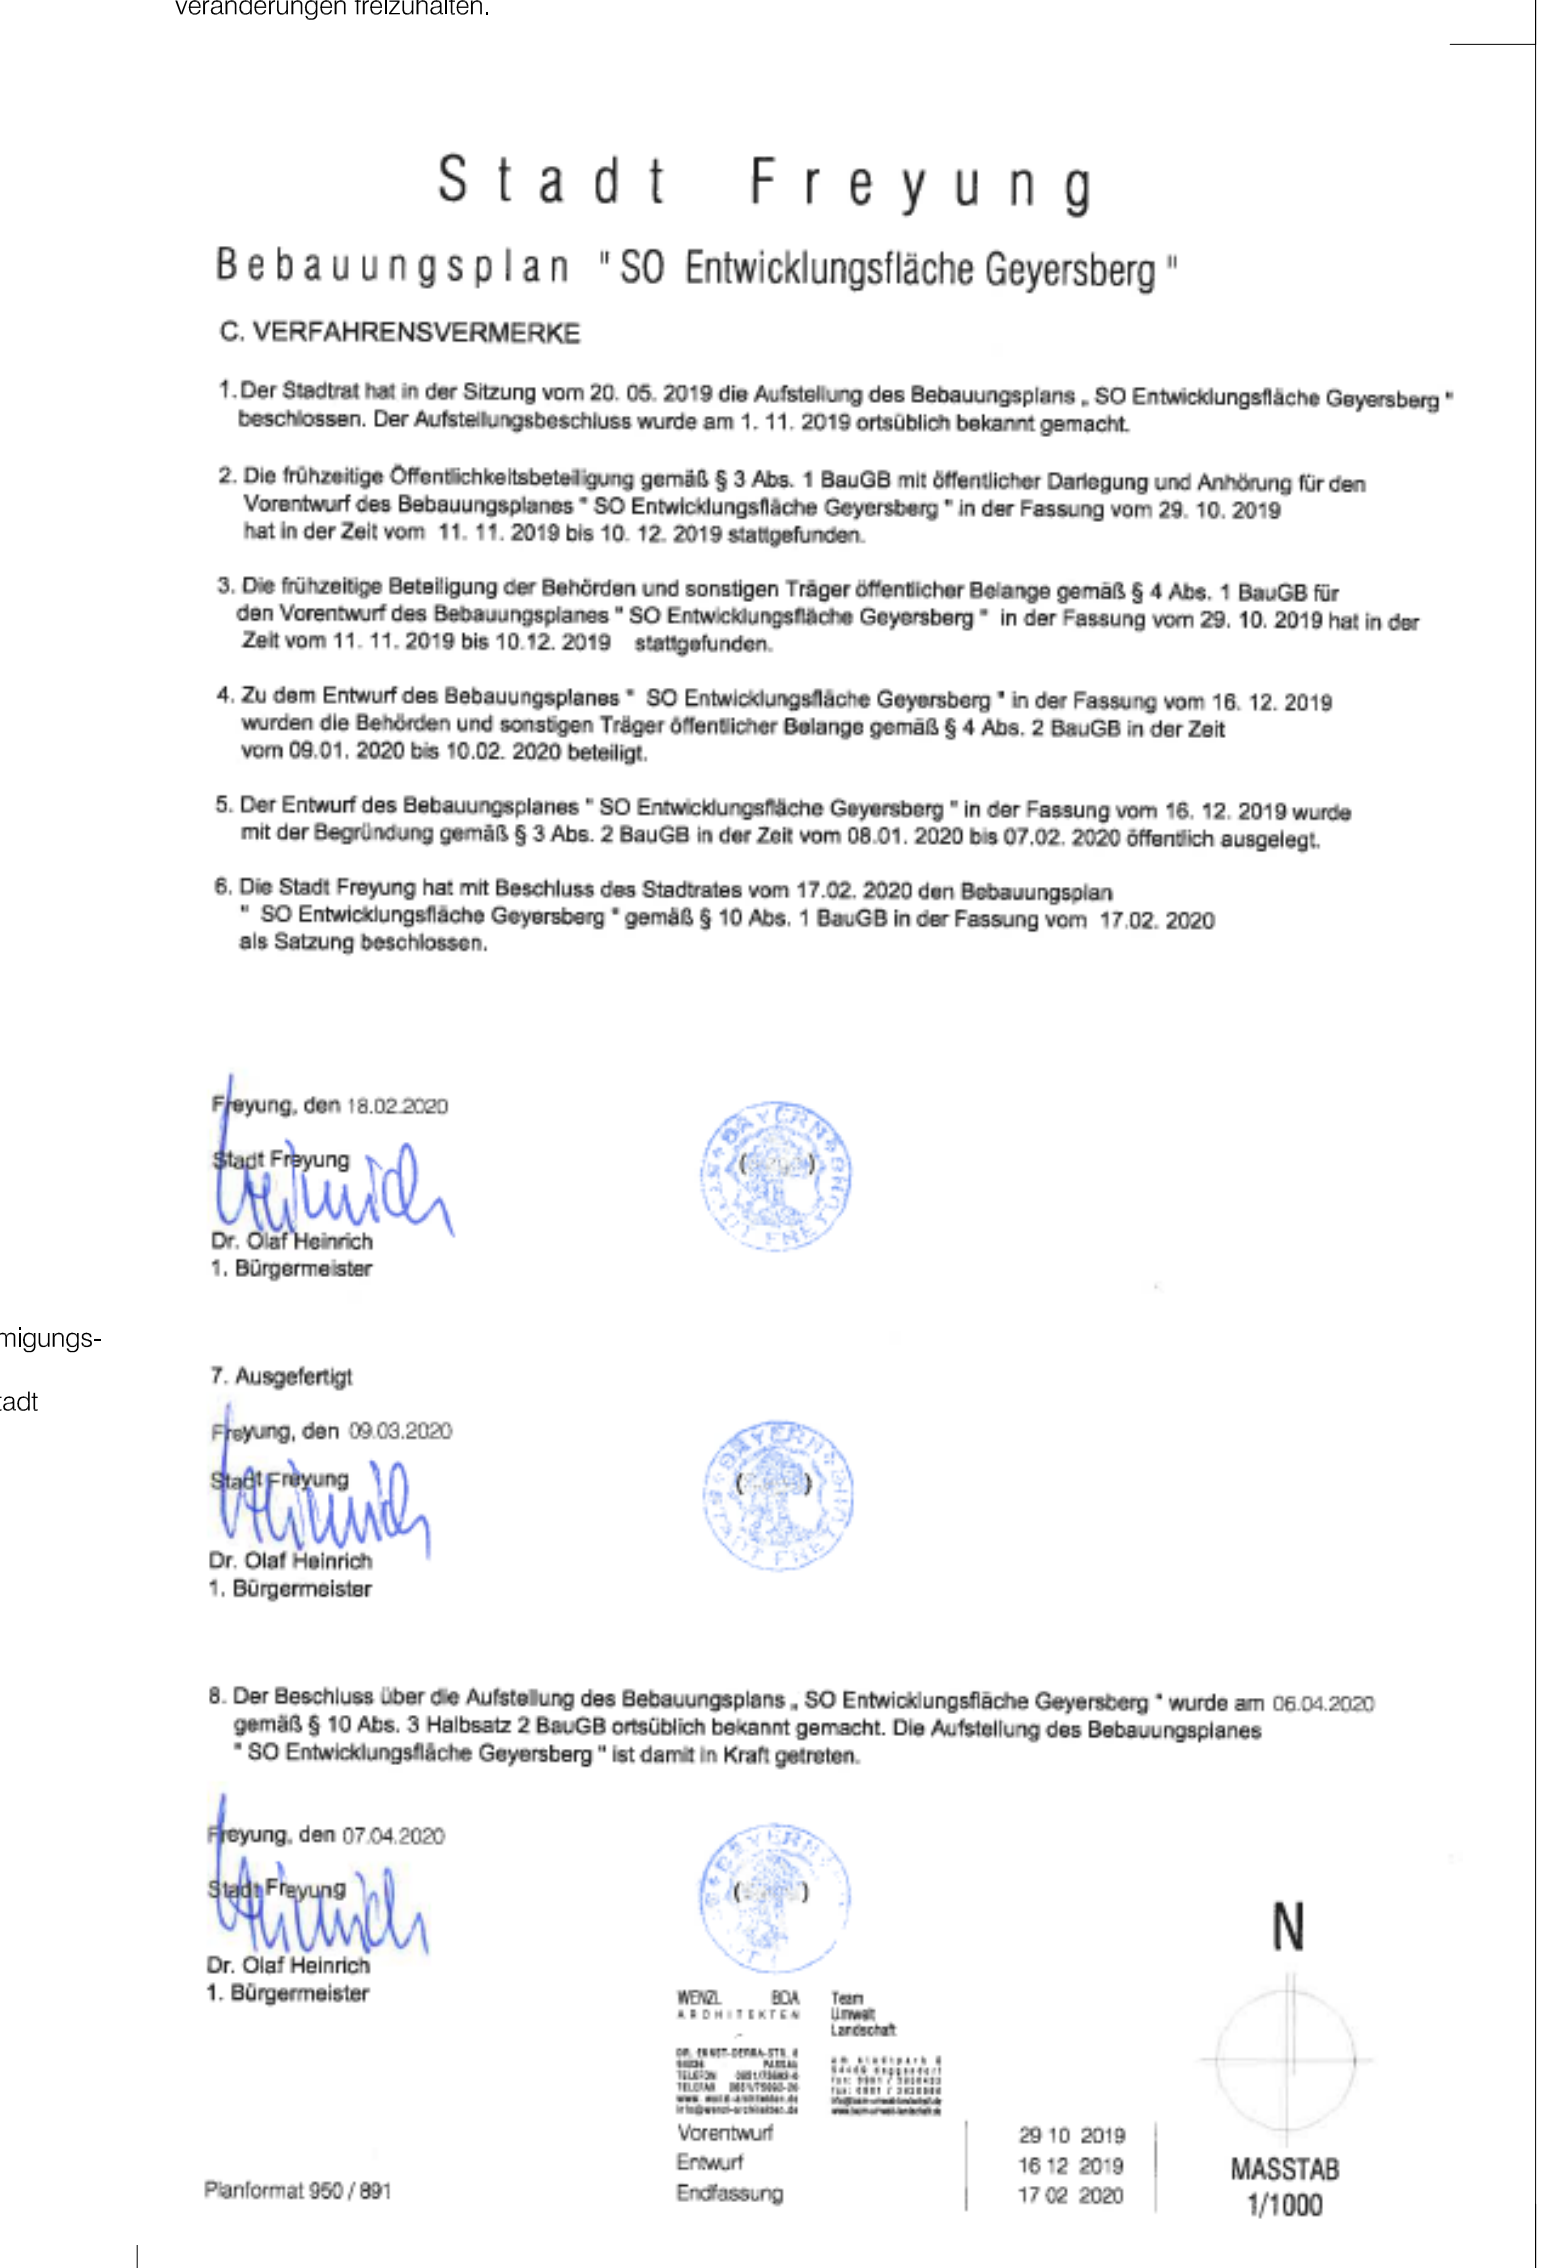 veränderungen freizuhalten.
Stadt Freyung
Bebauungsplan " SO Entwicklungsfläche Geyersberg "
C. VERFAHRENSVERMERKE
1. Der Stadtrat hat in der Sitzung vom 20. 05. 2019 die Aufstellung des Bebauungsplans „ SO Entwicklungsfläche Geyersberg "
beschlossen. Der Aufstellungsbeschluss wurde am 1. 11. 2019 ortsüblich bekannt gemacht.
2. Die frühzeitige Öffentlichkeitsbeteiligung gemäß § 3 Abs. 1 BauGB mit öffentlicher Darlegung und Anhörung für den
Vorentwurf des Bebauungsplanes " SO Entwicklungsfläche Geyersberg " in der Fassung vom 29. 10. 2019
hat in der Zeit vom 11. 11. 2019 bis 10. 12. 2019 stattgefunden.
3. Die frühzeitige Beteiligung der Behörden und sonstigen Träger öffentlicher Belange gemäß § 4 Abs. 1 BauGB für
den Vorentwurf des Bebauungsplanes " SO Entwicklungsfläche Geyersberg " in der Fassung vom 29. 10. 2019 hat in der
Zeit vom 11. 11. 2019 bis 10.12. 2019 stattgefunden.
4. Zu dem Entwurf des Bebauungsplanes " SO Entwicklungsfläche Geyersberg " in der Fassung vom 16. 12. 2019
wurden die Behörden und sonstigen Träger öffentlicher Belange gemäß § 4 Abs. 2 BauGB in der Zeit
vom 09.01. 2020 bis 10.02. 2020 beteiligt.
5. Der Entwurf des Bebauungsplanes " SO Entwicklungsfläche Geyersberg " in der Fassung vom 16. 12. 2019 wurde
mit der Begründung gemäß § 3 Abs. 2 BauGB in der Zeit vom 08.01. 2020 bis 07.02. 2020 öffentlich ausgelegt.
6. Die Stadt Freyung hat mit Beschluss des Stadtrates vom 17.02. 2020 den Bebauungsplan
" SO Entwicklungsfläche Geyersberg " gemäß § 10 Abs. 1 BauGB in der Fassung vom 17.02. 2020
als Satzung beschlossen.
Freyung, den 18.02.2020
Stadt Freyung
Heinrich
BAYERN
STADT FREYUNG
Dr. Olaf Heinrich
1. Bürgermeister
migungs-
tadt
7. Ausgefertigt
Freyung, den 09.03.2020
Stadt Freyung
Heinrich
BAYERN
STADT FREYUNG
Dr. Olaf Heinrich
1. Bürgermeister
8. Der Beschluss über die Aufstellung des Bebauungsplans „ SO Entwicklungsfläche Geyersberg " wurde am 06.04.2020
gemäß § 10 Abs. 3 Halbsatz 2 BauGB ortsüblich bekannt gemacht. Die Aufstellung des Bebauungsplanes
" SO Entwicklungsfläche Geyersberg " ist damit in Kraft getreten.
Freyung, den 07.04.2020
Stadt Freyung
Heinrich
BAYERN
Dr. Olaf Heinrich
1. Bürgermeister
N
WENZL BDA
ARCHITEKTEN
Team
Umwelt
Landschaft
PASSAU
TELEFON
TELEFAX
Vorentwurf 29 10 2019
Entwurf 16 12 2019
Endfassung 17 02 2020
MASSTAB
1/1000
Planformat 950 / 891